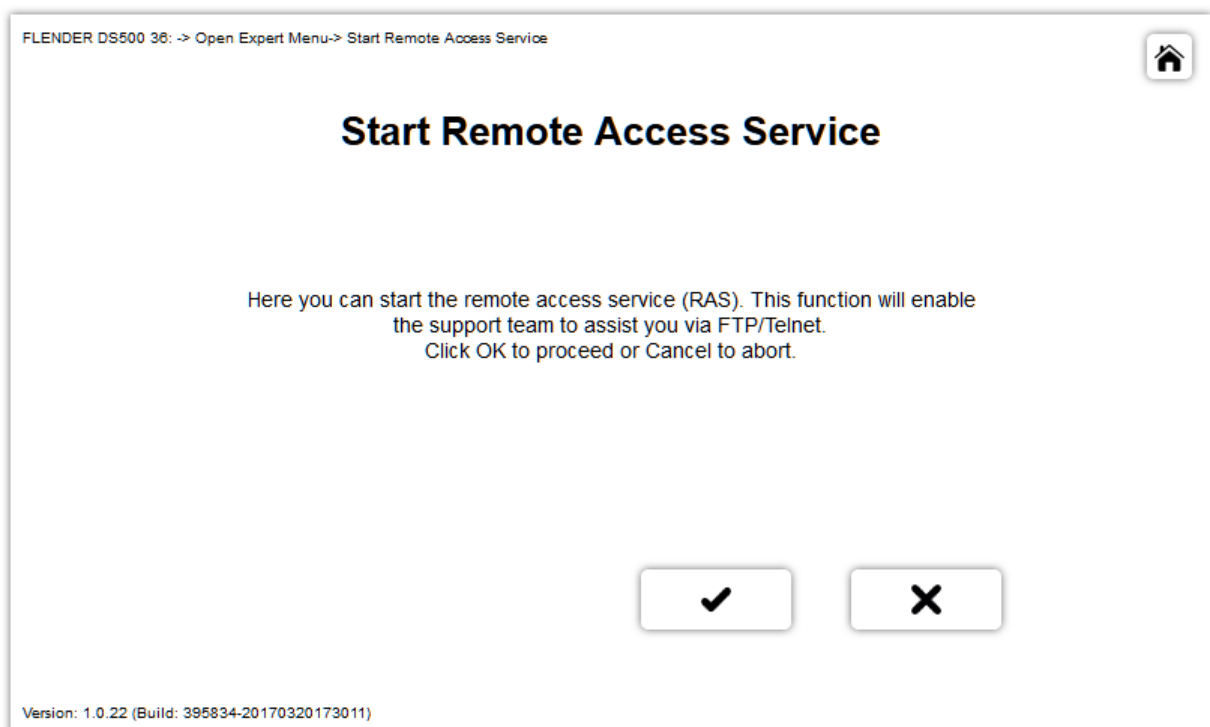 FLENDER DS500 36: -> Open Expert Menu-> Start Remote Access Service
Start Remote Access Service
Here you can start the remote access service (RAS). This function will enable
the support team to assist you via FTP/Telnet.
Click OK to proceed or Cancel to abort.
Version: 1.0.22 (Build: 395834-20170320173011)